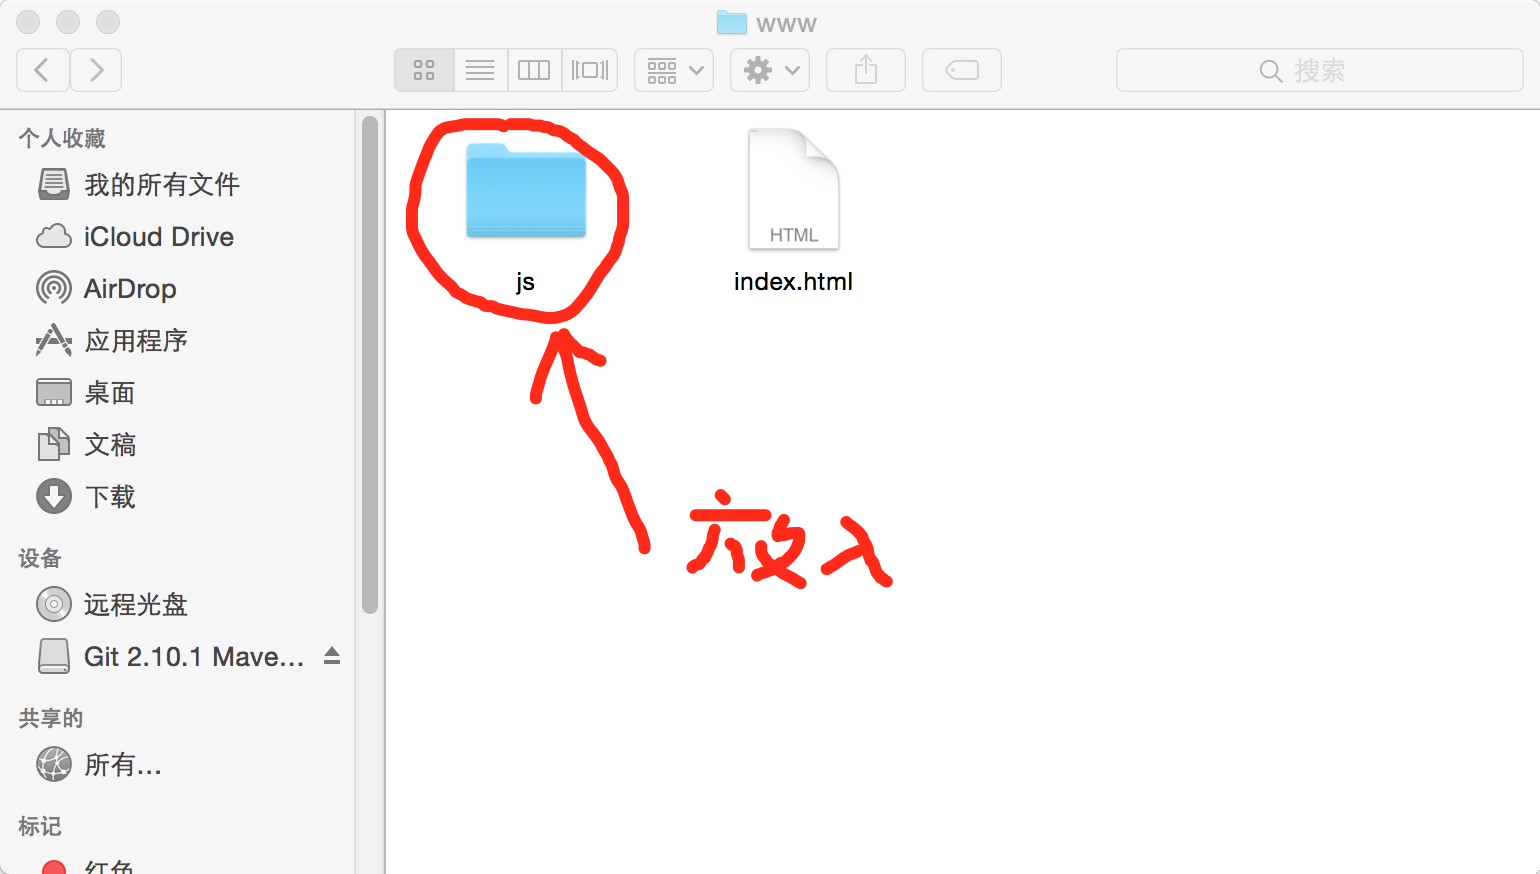 www
搜索
个人收藏
我的所有文件
iCloud Drive
AirDrop
应用程序
桌面
文稿
下载
设备
远程光盘
Git 2.10.1 Mave...
共享的
所有...
标记
红色
HTML
js
index.html
放入